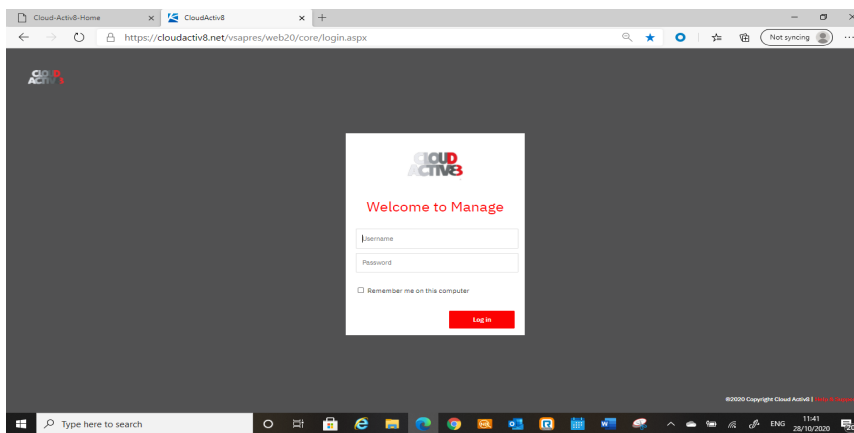 Cloud-Activ8-Home
CloudActiv8
https://cloudactiv8.net/vsapres/web20/core/login.aspx
Not syncing
CLOUD
ACTIV8
CLOUD
ACTIV8
Welcome to Manage
Username
Password
Remember me on this computer
Log in
©2020 Copyright Cloud Activ8 |
Type here to search
ENG
11:41
28/10/2020